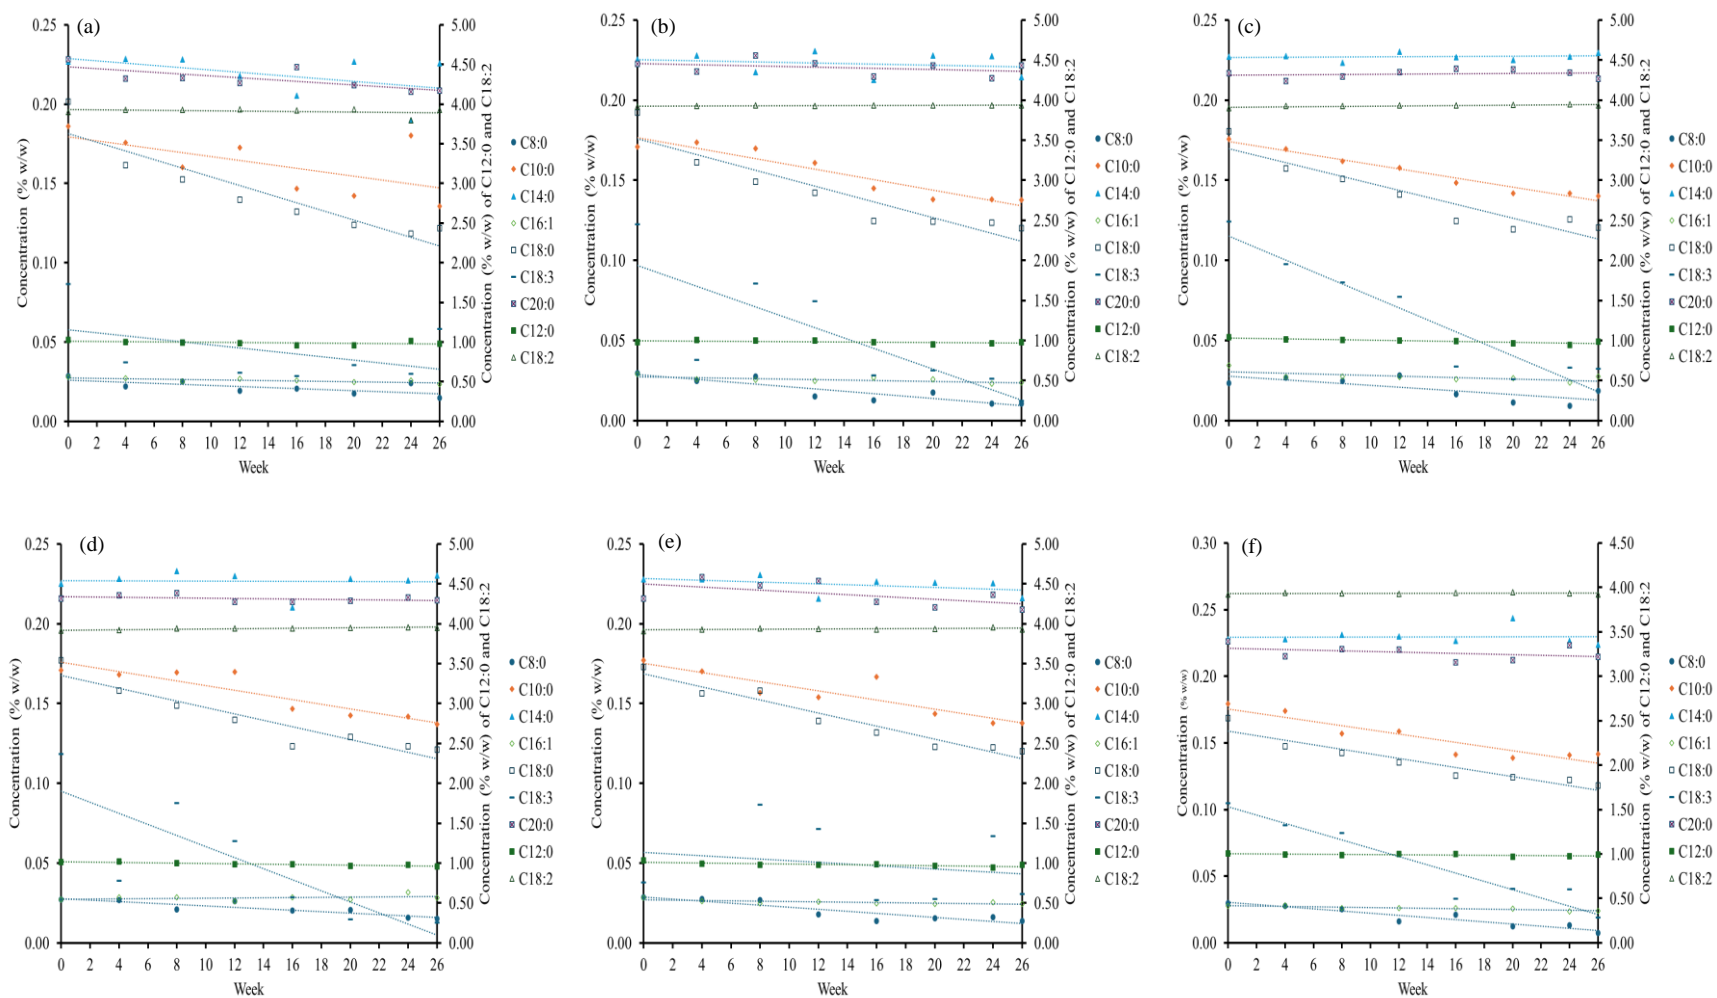 (a)
0.25
0.20
0.15
0.10
0.05
0.00
Concentration (% w/w)
5.00
4.50
4.00
3.50
3.00
2.50
2.00
1.50
1.00
0.50
0.00
Concentration (% w/w) of C12:0 and C18:2
0 2 4 6 8 10 12 14 16 18 20 22 24 26
Week
C8:0
C10:0
C14:0
C16:1
C18:0
C18:3
C20:0
C12:0
C18:2
(b)
0.25
0.20
0.15
0.10
0.05
0.00
Concentration (% w/w)
5.00
4.50
4.00
3.50
3.00
2.50
2.00
1.50
1.00
0.50
0.00
Concentration (% w/w) of C12:0 and C18:2
0 2 4 6 8 10 12 14 16 18 20 22 24 26
Week
C8:0
C10:0
C14:0
C16:1
C18:0
C18:3
C20:0
C12:0
C18:2
(c)
0.25
0.20
0.15
0.10
0.05
0.00
Concentration (% w/w)
5.00
4.50
4.00
3.50
3.00
2.50
2.00
1.50
1.00
0.50
0.00
Concentration (% w/w) of C12:0 and C18:2
0 2 4 6 8 10 12 14 16 18 20 22 24 26
Week
C8:0
C10:0
C14:0
C16:1
C18:0
C18:3
C20:0
C12:0
C18:2
(d)
0.25
0.20
0.15
0.10
0.05
0.00
Concentration (% w/w)
5.00
4.50
4.00
3.50
3.00
2.50
2.00
1.50
1.00
0.50
0.00
Concentration (% w/w) of C12:0 and C18:2
0 2 4 6 8 10 12 14 16 18 20 22 24 26
Week
C8:0
C10:0
C14:0
C16:1
C18:0
C18:3
C20:0
C12:0
C18:2
(e)
0.25
0.20
0.15
0.10
0.05
0.00
Concentration (% w/w)
5.00
4.50
4.00
3.50
3.00
2.50
2.00
1.50
1.00
0.50
0.00
Concentration (% w/w) of C12:0 and C18:2
0 2 4 6 8 10 12 14 16 18 20 22 24 26
Week
C8:0
C10:0
C14:0
C16:1
C18:0
C18:3
C20:0
C12:0
C18:2
(f)
0.30
0.25
0.20
0.15
0.10
0.05
0.00
Concentration (% w/w)
4.50
4.00
3.50
3.00
2.50
2.00
1.50
1.00
0.50
0.00
Concentration (% w/w) of C12:0 and C18:2
0 2 4 6 8 10 12 14 16 18 20 22 24 26
Week
C8:0
C10:0
C14:0
C16:1
C18:0
C18:3
C20:0
C12:0
C18:2